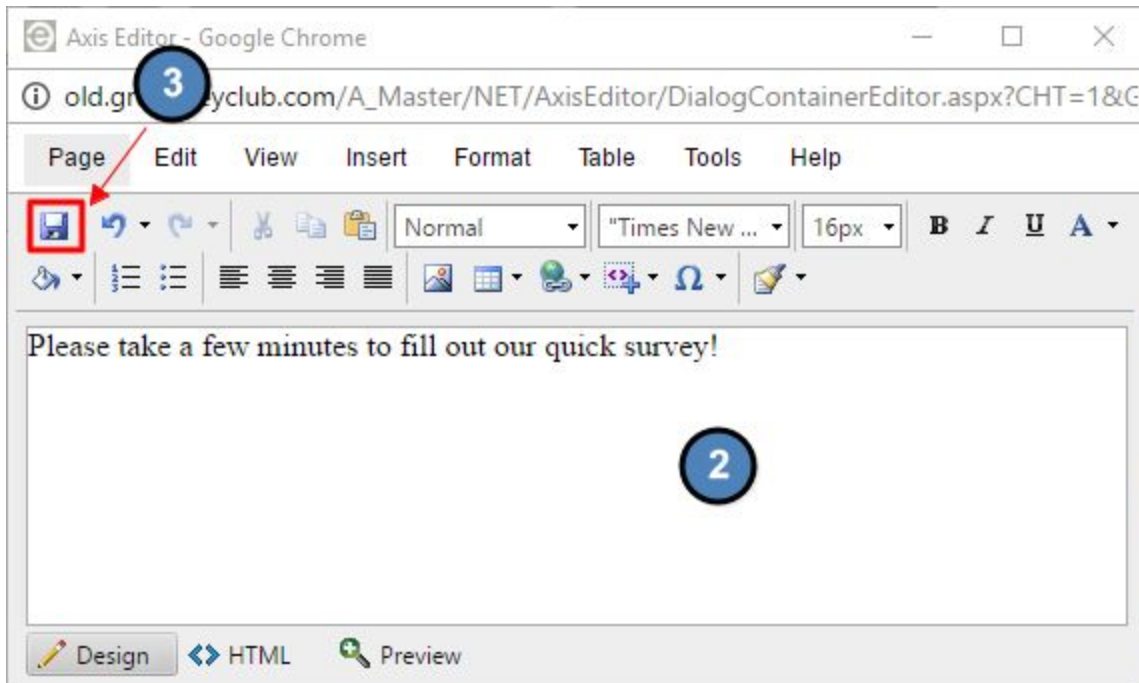 Axis Editor - Google Chrome
3
old.gr yclub.com/A_Master/NET/AxisEditor/DialogContainerEditor.aspx?CHT=1&G
Page Edit View Insert Format Table Tools Help
Normal "Times New ... 16px B I U A
Ω
Please take a few minutes to fill out our quick survey!
2
Design HTML Preview